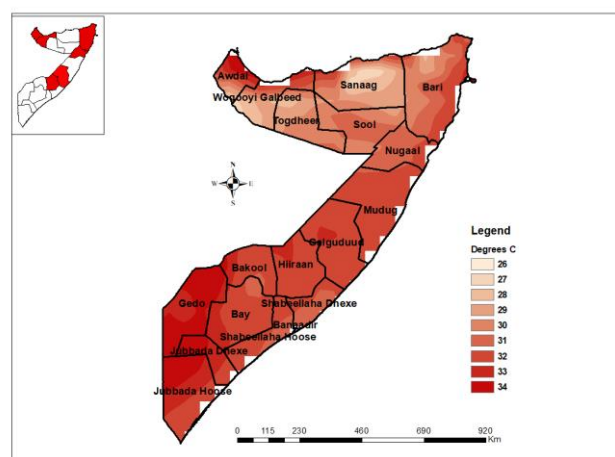 Awdal
Woqooyi Galbeed
Togdheer
Sanaag
Sool
Bari
Nugaal
Mudug
Galguduud
Hiiraan
Bakool
Gedo
Bay
Shabeellaha Dhexe
Banaadir
Shabeellaha Hoose
Jubbada Dhexe
Jubbada Hoose
N
W
E
S
Legend
Degrees C
26
27
28
29
30
31
32
33
34
0 115 230 460 690 920
Km